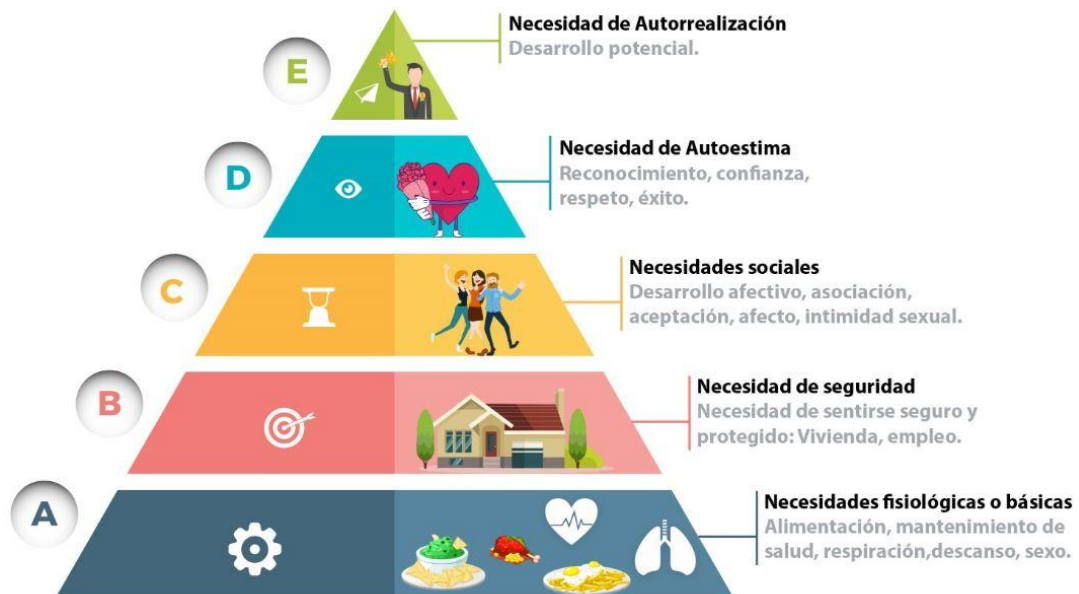 E
Necesidad de Autorrealización
Desarrollo potencial.
D
Necesidad de Autoestima
Reconocimiento, confianza,
respeto, éxito.
C
Necesidades sociales
Desarrollo afectivo, asociación,
aceptación, afecto, intimidad sexual.
B
Necesidad de seguridad
Necesidad de sentirse seguro y
protegido: Vivienda, empleo.
A
Necesidades fisiológicas o básicas
Alimentación, mantenimiento de
salud, respiración,descanso, sexo.